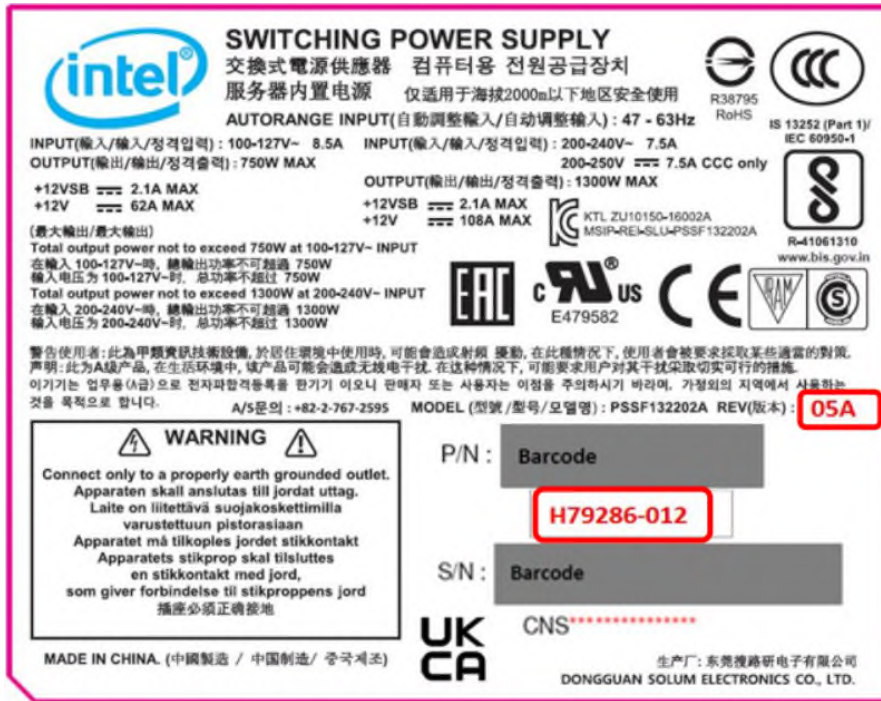 intel®
SWITCHING POWER SUPPLY
交換式電源供應器 컴퓨터용 전원공급장치
服务器内置电源 仅适用于海拔2000m以下地区安全使用
AUTORANGE INPUT(自動調整輸入/自动调整输入) : 47 - 63Hz
R38795
RoHS
IS 13252 (Part 1)/
IEC 60950-1
INPUT(輸入/输入/정격입력) : 100-127V~ 8.5A
OUTPUT(輸出/输出/정격출력) : 750W MAX
+12VSB 2.1A MAX
+12V 62A MAX
INPUT(輸入/输入/정격입력) : 200-240V~ 7.5A
200-250V 7.5A CCC only
OUTPUT(輸出/输出/정격출력) : 1300W MAX
+12VSB 2.1A MAX
+12V 108A MAX
KTL ZU10150-16002A
MSIP-REI-SLU-PSSF132202A
R-41061310
www.bis.gov.in
(最大輸出/最大输出)
Total output power not to exceed 750W at 100-127V~ INPUT
在輸入 100-127V~時, 總輸出功率不可超過 750W
输入电压为 100-127V~时, 总功率不超过 750W
Total output power not to exceed 1300W at 200-240V~ INPUT
在輸入 200-240V~時, 總輸出功率不可超過 1300W
输入电压为 200-240V~时, 总功率不超过 1300W
EAC
c RU® US
E479582
CE
IRAM
S
警告使用者: 此為甲類資訊技術設備, 於居住環境中使用時, 可能會造成射頻 擾動, 在此種情況下, 使用者會被要求採取某些適當的對策.
声明: 此为A级产品, 在生活环境中, 该产品可能会造成无线电干扰. 在这种情况下, 可能要求用户对其干扰采取切实可行的措施.
이기기는 업무용(A급)으로 전자파합격등록을 한기기 이오니 판매자 또는 사용자는 이점을 주의하시기 바라며, 가정외의 지역에서 사용하는
것을 목적으로 합니다.
A/S문의 : +82-2-767-2595
MODEL (型號 /型号/모델명) : PSSF132202A REV(版本) : 05A
WARNING
Connect only to a properly earth grounded outlet.
Apparaten skall anslutas till jordat uttag.
Laite on liitettävä suojakoskettimilla
varustettuun pistorasiaan
Apparatet må tilkoples jordet stikkontakt
Apparatets stikprop skal tilsluttes
en stikkontakt med jord,
som giver forbindelse til stikproppens jord
插座必須正確接地
P/N : Barcode
H79286-012
S/N : Barcode
CNS***************
UK
CA
MADE IN CHINA. (中國製造 / 中国制造/ 중국제조)
生产厂: 东莞搜路研电子有限公司
DONGGUAN SOLUM ELECTRONICS CO., LTD.